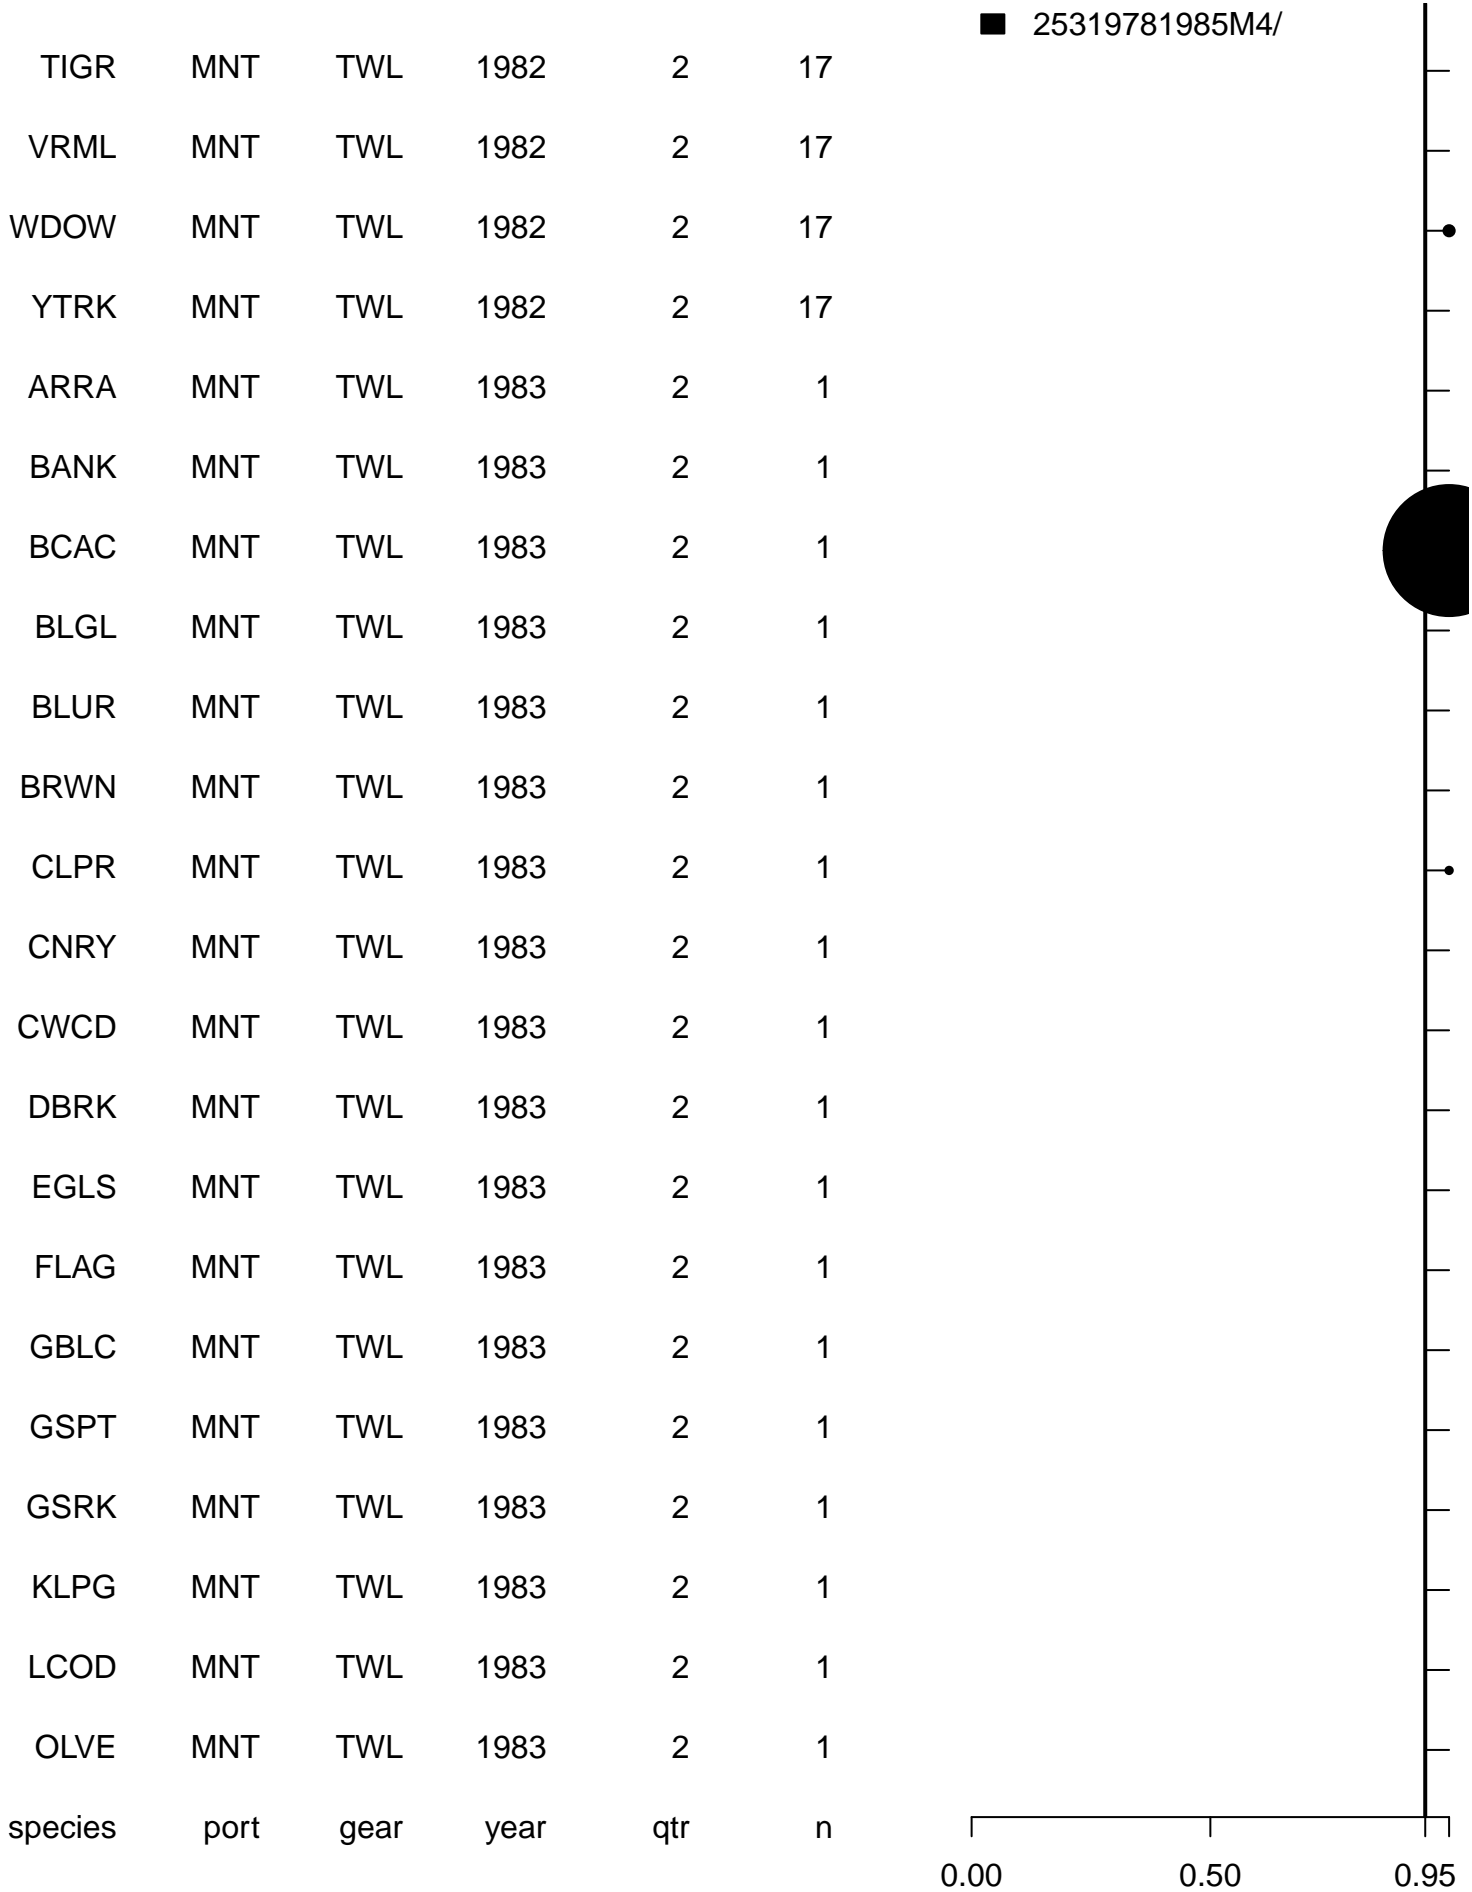 25319781985M4/
TIGR MNT TWL 1982 2 17
VRML MNT TWL 1982 2 17
WDOW MNT TWL 1982 2 17
YTRK MNT TWL 1982 2 17
ARRA MNT TWL 1983 2 1
BANK MNT TWL 1983 2 1
BCAC MNT TWL 1983 2 1
BLGL MNT TWL 1983 2 1
BLUR MNT TWL 1983 2 1
BRWN MNT TWL 1983 2 1
CLPR MNT TWL 1983 2 1
CNRY MNT TWL 1983 2 1
CWCD MNT TWL 1983 2 1
DBRK MNT TWL 1983 2 1
EGLS MNT TWL 1983 2 1
FLAG MNT TWL 1983 2 1
GBLC MNT TWL 1983 2 1
GSPT MNT TWL 1983 2 1
GSRK MNT TWL 1983 2 1
KLPG MNT TWL 1983 2 1
LCOD MNT TWL 1983 2 1
OLVE MNT TWL 1983 2 1
species port gear year qtr n
0.00 0.50 0.95